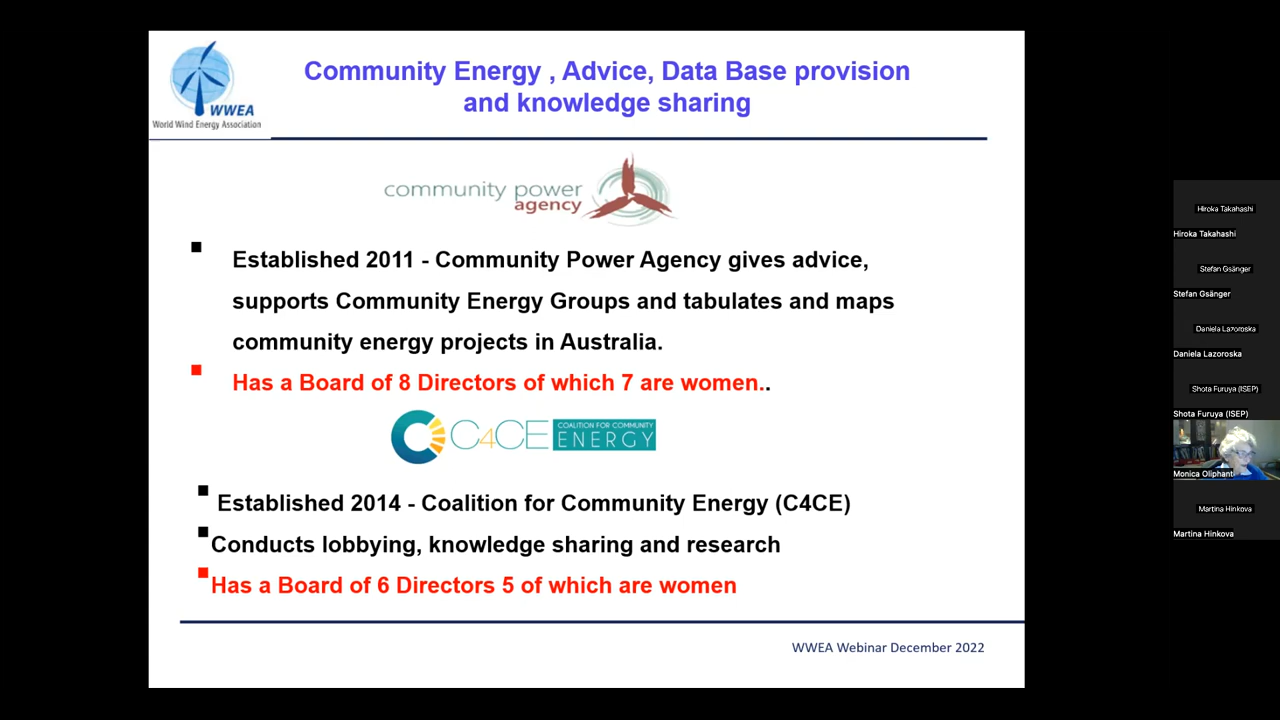 Community Energy , Advice, Data Base provision
and knowledge sharing
WWEA
World Wind Energy Association
community power
agency
Established 2011 - Community Power Agency gives advice,
supports Community Energy Groups and tabulates and maps
community energy projects in Australia.
Has a Board of 8 Directors of which 7 are women..
C4CE COALITION FOR COMMUNITY
ENERGY
Established 2014 - Coalition for Community Energy (C4CE)
Conducts lobbying, knowledge sharing and research
Has a Board of 6 Directors 5 of which are women
WWEA Webinar December 2022
Hiroka Takahashi
Hiroka Takahashi
Stefan Gsänger
Stefan Gsänger
Daniela Lazoroska
Daniela Lazoroska
Shota Furuya (ISEP)
Shota Furuya (ISEP)
Monica Oliphant
Martina Hinkova
Martina Hinkova